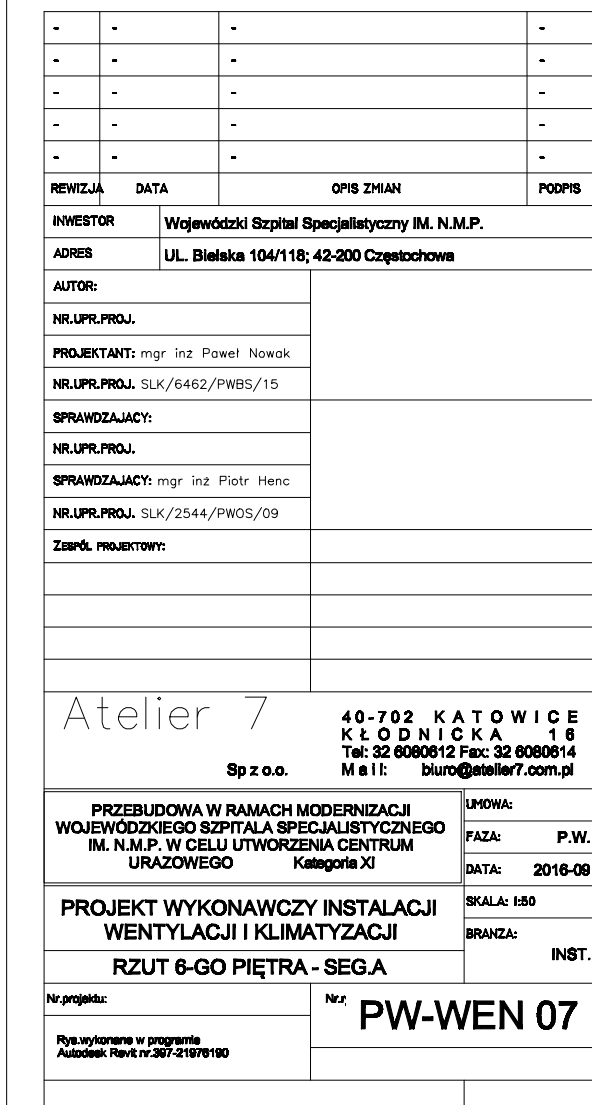 - - - -
- - - -
- - - -
- - - -
- - - -
REWIZJA DATA OPIS ZMIAN PODPIS
INWESTOR Wojewódzki Szpital Specjalistyczny IM. N.M.P.
ADRES UL. Bielska 104/118; 42-200 Częstochowa
AUTOR:
NR.UPR.PROJ.
PROJEKTANT: mgr inż Paweł Nowak
NR.UPR.PROJ. SLK/6462/PWBS/15
SPRAWDZAJACY:
NR.UPR.PROJ.
SPRAWDZAJACY: mgr inż Piotr Henc
NR.UPR.PROJ. SLK/2544/PWOS/09
ZESPÓL PROJEKTOWY:
Atelier 7
Sp z o.o.
40-702 KATOWICE
KŁODNICKA 16
Tel: 32 6080612 Fax: 32 6080614
Mail: biuro@atelier7.com.pl
PRZEBUDOWA W RAMACH MODERNIZACJI
WOJEWÓDZKIEGO SZPITALA SPECJALISTYCZNEGO
IM. N.M.P. W CELU UTWORZENIA CENTRUM
URAZOWEGO Kategoria XI
UMOWA:
FAZA: P.W.
DATA: 2016-09
PROJEKT WYKONAWCZY INSTALACJI
WENTYLACJI I KLIMATYZACJI
SKALA: 1:50
BRANZA:
INST.
RZUT 6-GO PIĘTRA - SEG.A
Nr.projektu:
Rys.wykonane w programie
Autodesk Revit nr.397-21976190
PW-WEN 07